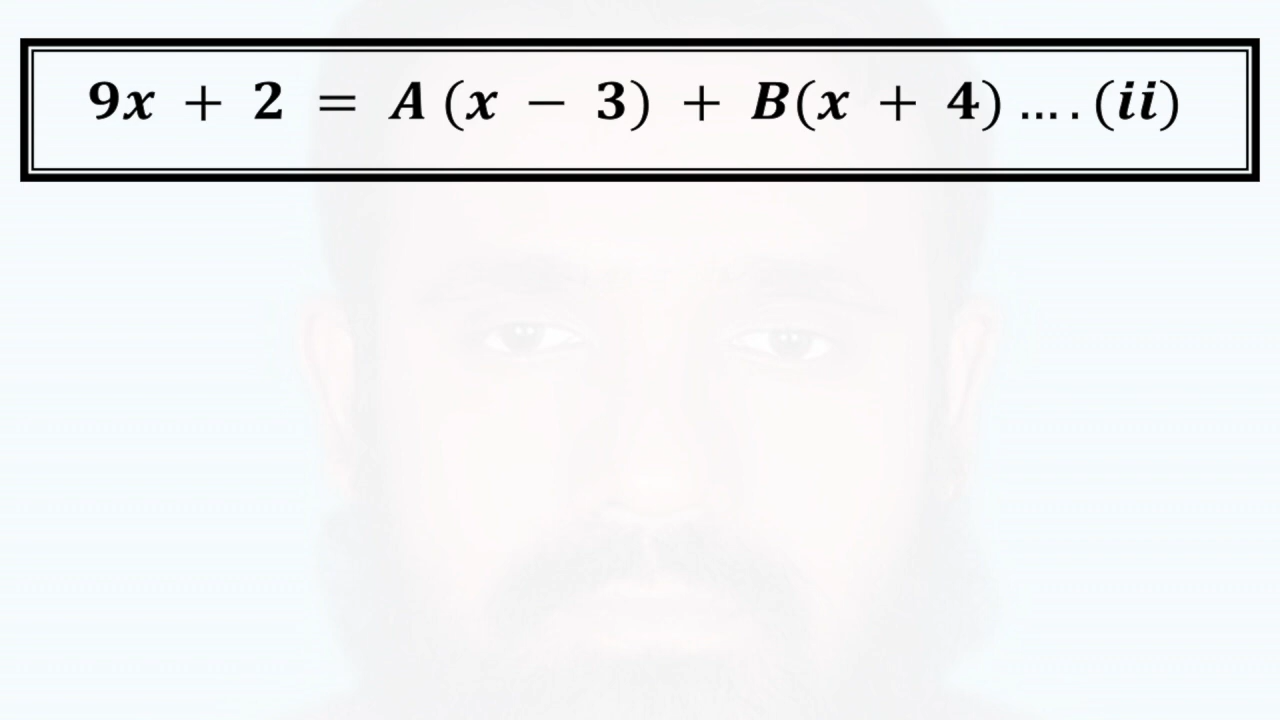 9x + 2 = A (x − 3) + B(x + 4) .... (ii)